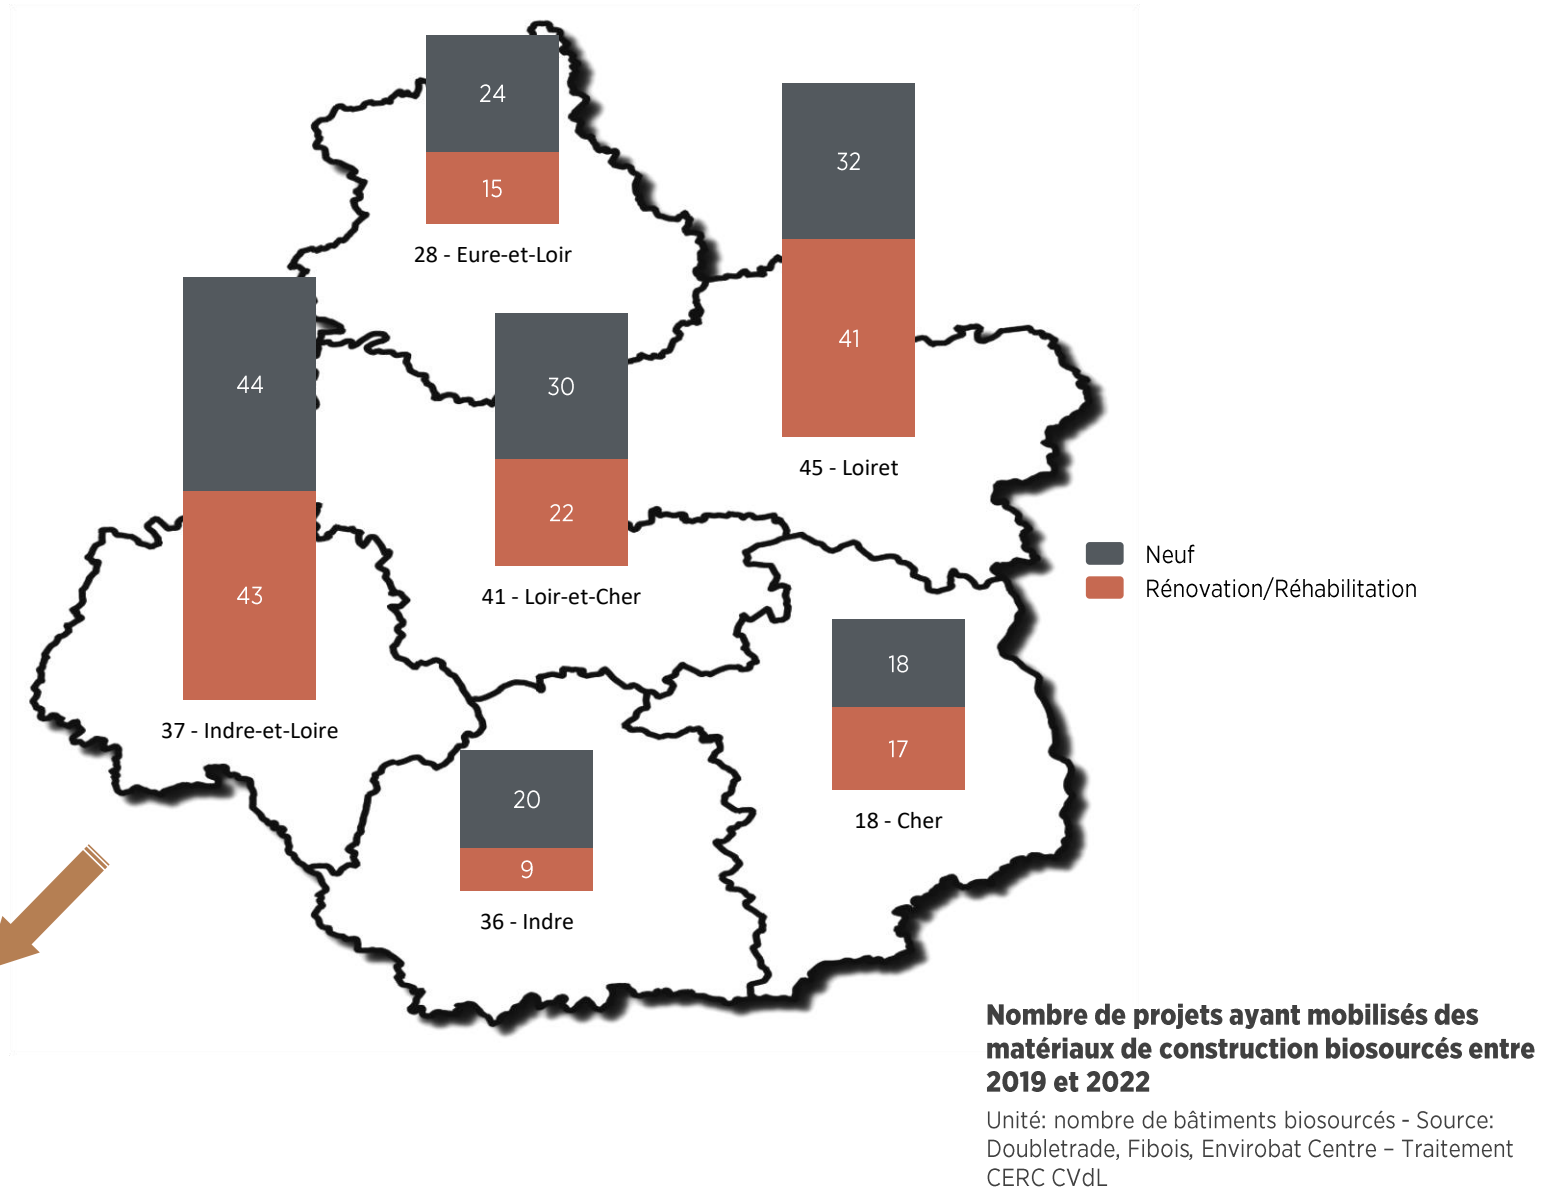 24
15
28 - Eure-et-Loir
32
41
45 - Loiret
44
43
37 - Indre-et-Loire
30
22
41 - Loir-et-Cher
Neuf
Rénovation/Réhabilitation
18
17
18 - Cher
20
9
36 - Indre
Nombre de projets ayant mobilisés des
matériaux de construction biosourcés entre
2019 et 2022
Unité: nombre de bâtiments biosourcés - Source:
Doubletrade, Fibois, Envirobat Centre – Traitement
CERC CVdL